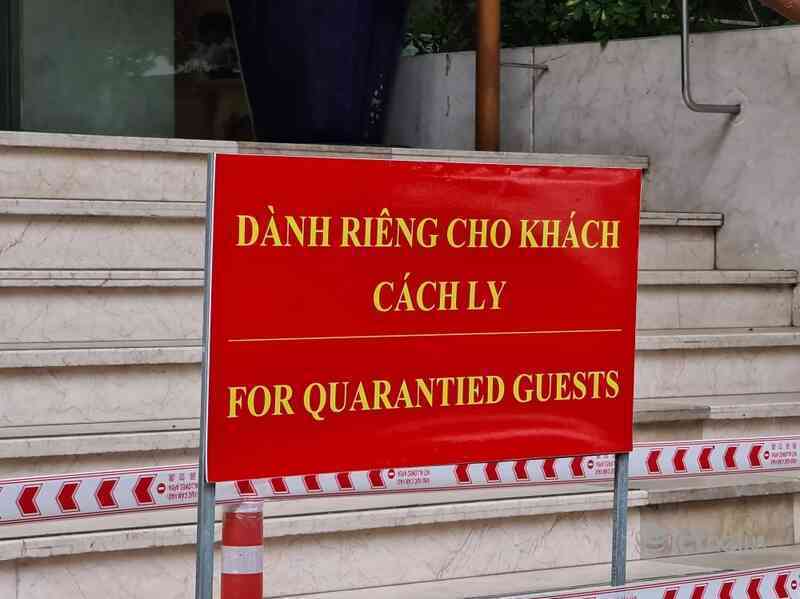 DÀNH RIÊNG CHO KHÁCH
CÁCH LY
FOR QUARANTIED GUESTS